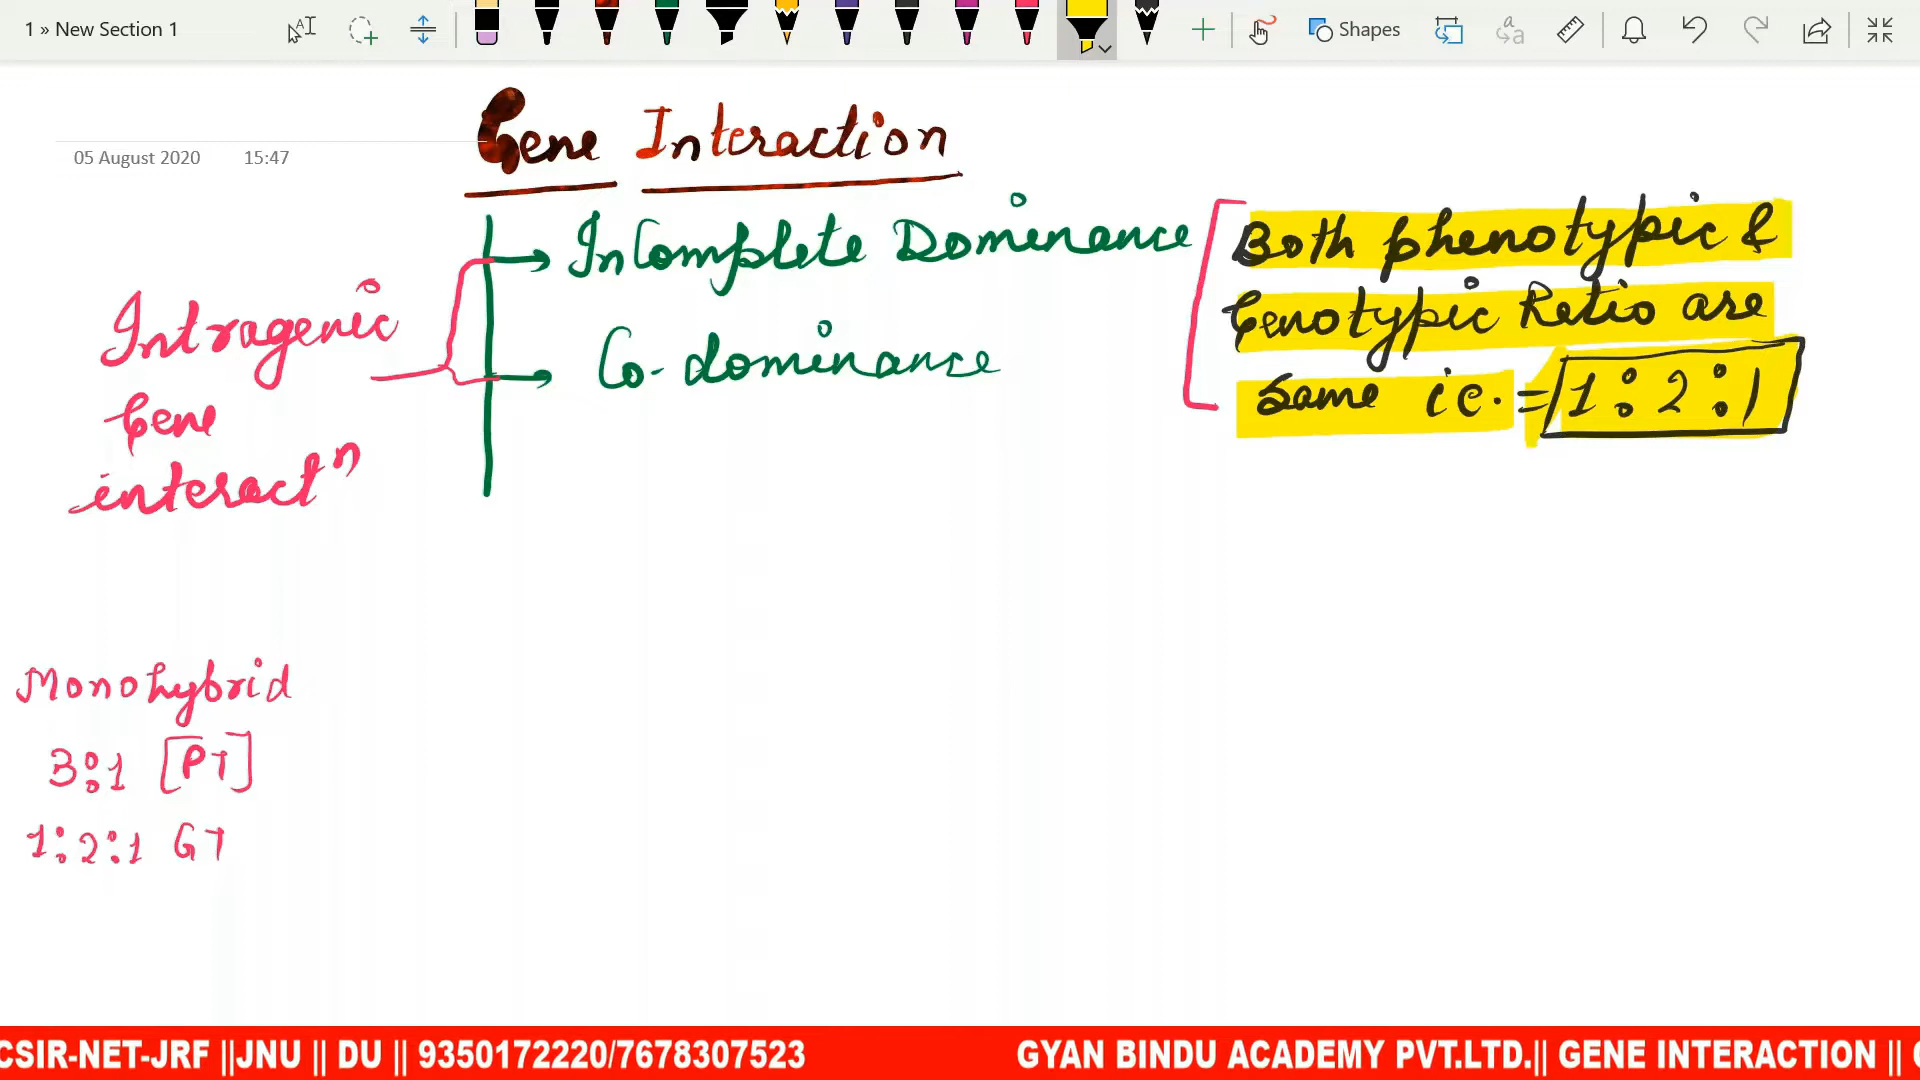 1 » New Section 1
Shapes
Gene Interaction
05 August 2020 15:47
InComplete Dominance
Co-dominance
Intragenic
Gene
interactⁿ
Both phenotypic &
Genotypic Retio are
Same ie. = 1:2:1
Monohybrid
3:1 [PT]
1:2:1 GT
CSIR-NET-JRF ||JNU || DU || 9350172220/7678307523 GYAN BINDU ACADEMY PVT.LTD.|| GENE INTERACTION ||